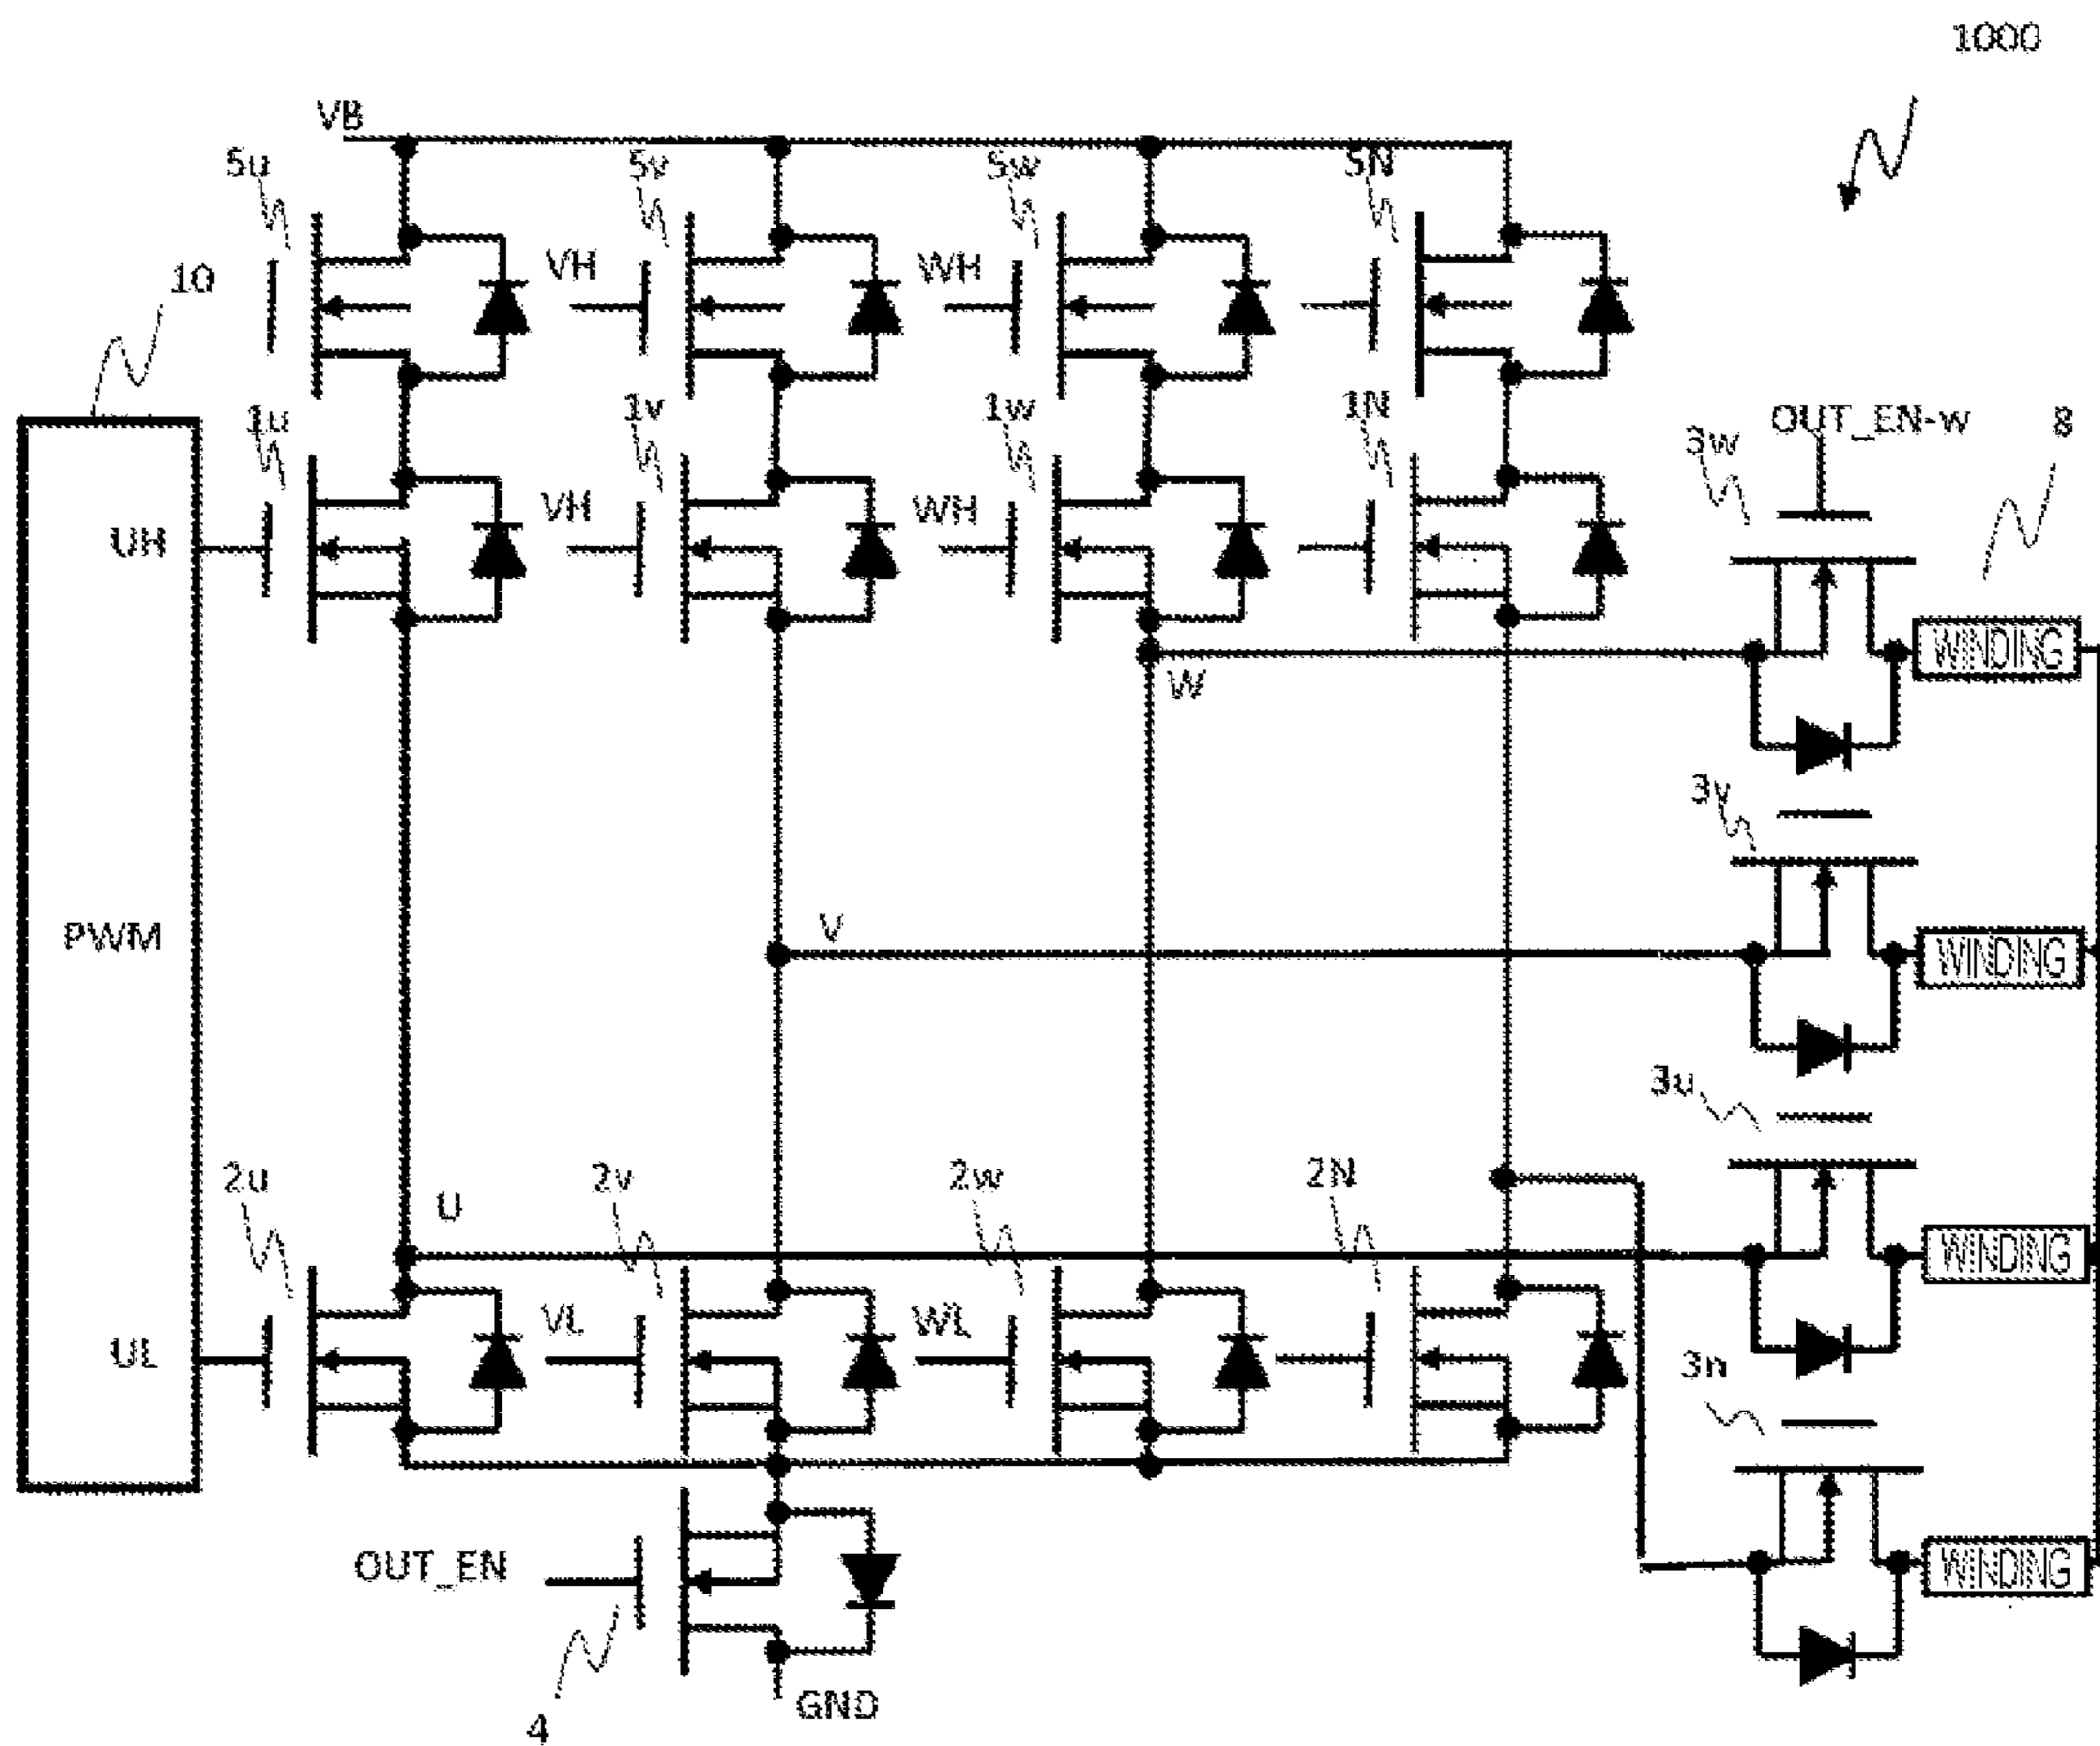 1000
VB
5u
5v
5w
5N
10
VH
WH
1u
1v
1w
1N
OUT_EN-w
3w
8
UH
VH
WH
WINDING
W
3v
PWM
V
WINDING
3u
2u
2v
2w
2N
U
WINDING
UL
VL
WL
3n
OUT_EN
WINDING
4
GND